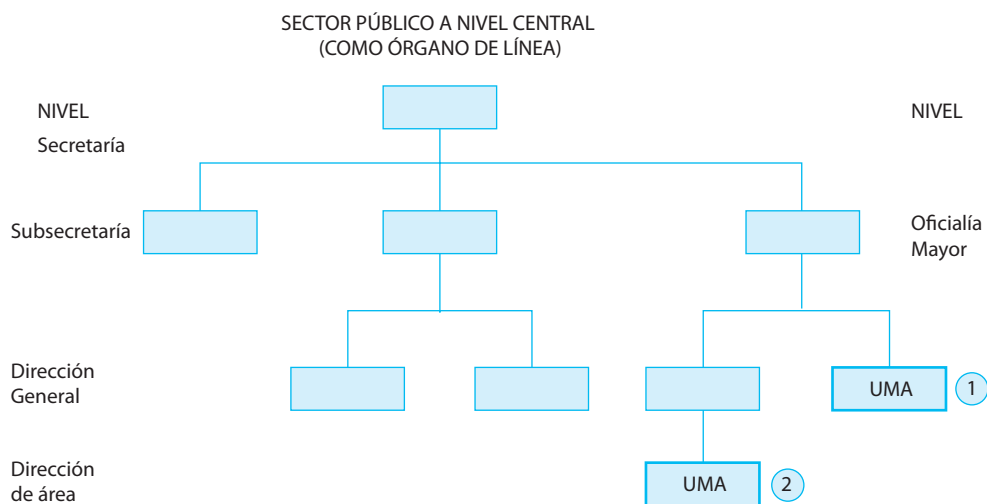 SECTOR PÚBLICO A NIVEL CENTRAL
(COMO ÓRGANO DE LÍNEA)
NIVEL
NIVEL
Secretaría
Subsecretaría
Oficialía
Mayor
Dirección
General
UMA
1
Dirección
de área
UMA
2